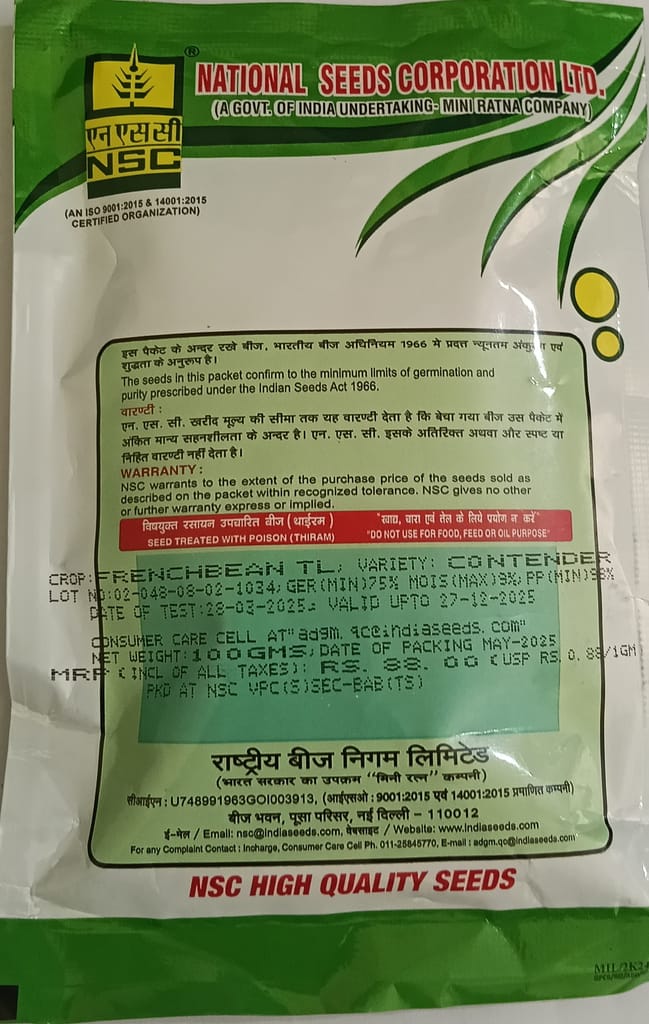 ®
NATIONAL SEEDS CORPORATION LTD.
(A GOVT. OF INDIA UNDERTAKING- MINI RATNA COMPANY)
एन एस सी
NSC
(AN ISO 9001:2015 & 14001:2015
CERTIFIED ORGANIZATION)
इस पैकेट के अन्दर रखे बीज, भारतीय बीज अधिनियम 1966 मे प्रदत्त न्यूनतम एवं
शुद्धता के अनुरूप है।
The seeds in this packet confirm to the minimum limits of germination and
purity prescribed under the Indian Seeds Act 1966.
वारण्टी :
एन. एस. सी. खरीद मूल्य की सीमा तक यह वारण्टी देता है कि बेचा गया बीज उस पैकेट में
अंकित मान्य सहनशीलता के अन्दर है। एन. एस. सी. इसके अतिरिक्त अथवा और स्पष्ट या
निहित वारण्टी नहीं देता है।
WARRANTY :
NSC warrants to the extent of the purchase price of the seeds sold as
described on the packet within recognized tolerance. NSC gives no other
or further warranty express or implied.
विषयुक्त रसायन उपचारित बीज (थाईरम) "खाद्य, चारा एवं तेल के लिये प्रयोग न करें"
SEED TREATED WITH POISON (THIRAM) "DO NOT USE FOR FOOD, FEED OR OIL PURPOSE"
CROP:FRENCHBEAN TL; VARIETY: CONTENDER
LOT NO:02-048-08-02-1034; GER(MIN)75% MOIS(MAX)9%; PP(MIN)98%
DATE OF TEST:28-03-2025. VALID UPTO 27-12-2025
CONSUMER CARE CELL AT"adgm.qc@indiaseeds.com"
NET WEIGHT:100GMS;DATE OF PACKING MAY-2025
MRP (INCL OF ALL TAXES): RS. 88.00 (USP RS.0.88/1GM)
PKD AT NSC VPC(S)SEC-BAB(TS)
राष्ट्रीय बीज निगम लिमिटेड
(भारत सरकार का उपक्रम "मिनी रत्न" कम्पनी)
सीआईएन : U748991963GOI003913, (आईएसओ : 9001:2015 एवं 14001:2015 प्रमाणित कम्पनी)
बीज भवन, पूसा परिसर, नई दिल्ली - 110012
ई-मेल / Email: nsc@indiaseeds.com, वेबसाइट / Website: www.indiaseeds.com
For any Complaint Contact : Incharge, Consumer Care Cell Ph. 011-25845770, E-mail : adgm.qc@indiaseeds.com
NSC HIGH QUALITY SEEDS
MIL/2K24